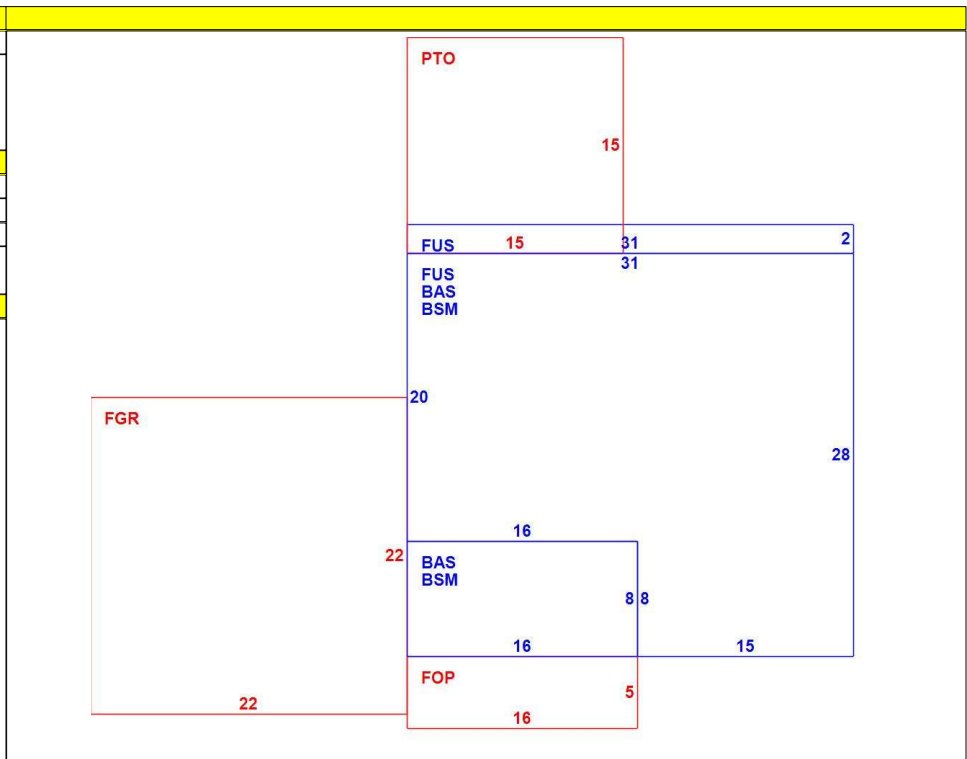 PTO
15
FUS 15 31 2
31
FUS
BAS
BSM
20
FGR
28
16
22
BAS
BSM
8 8
16 15
FOP
5
22
16